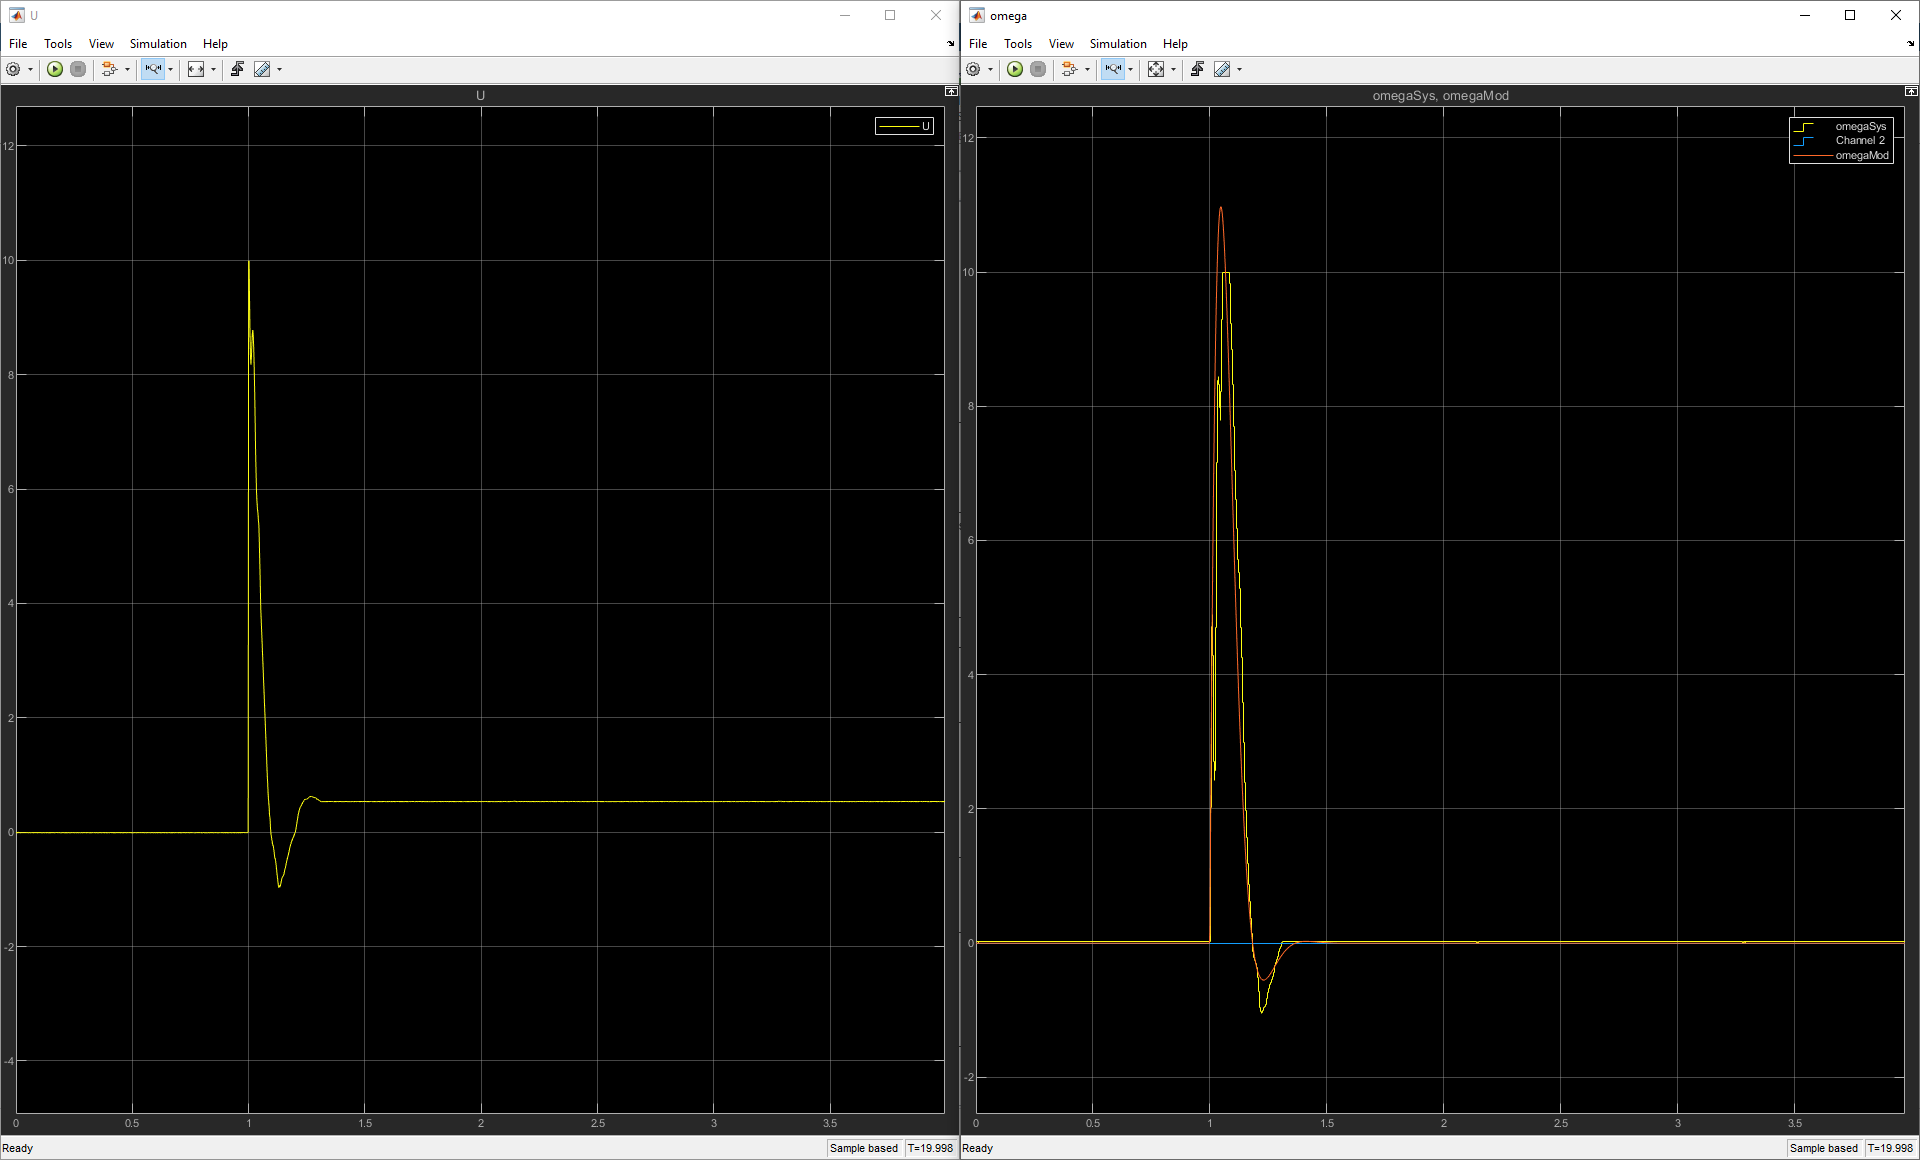 U
File Tools View Simulation Help
U
U
12
10
8
6
4
2
0
-2
-4
0 0.5 1 1.5 2 2.5 3 3.5
Ready Sample based T=19.998
omega
File Tools View Simulation Help
omegaSys, omegaMod
omegaSys
Channel 2
omegaMod
12
10
8
6
4
2
0
-2
0 0.5 1 1.5 2 2.5 3 3.5
Ready Sample based T=19.998